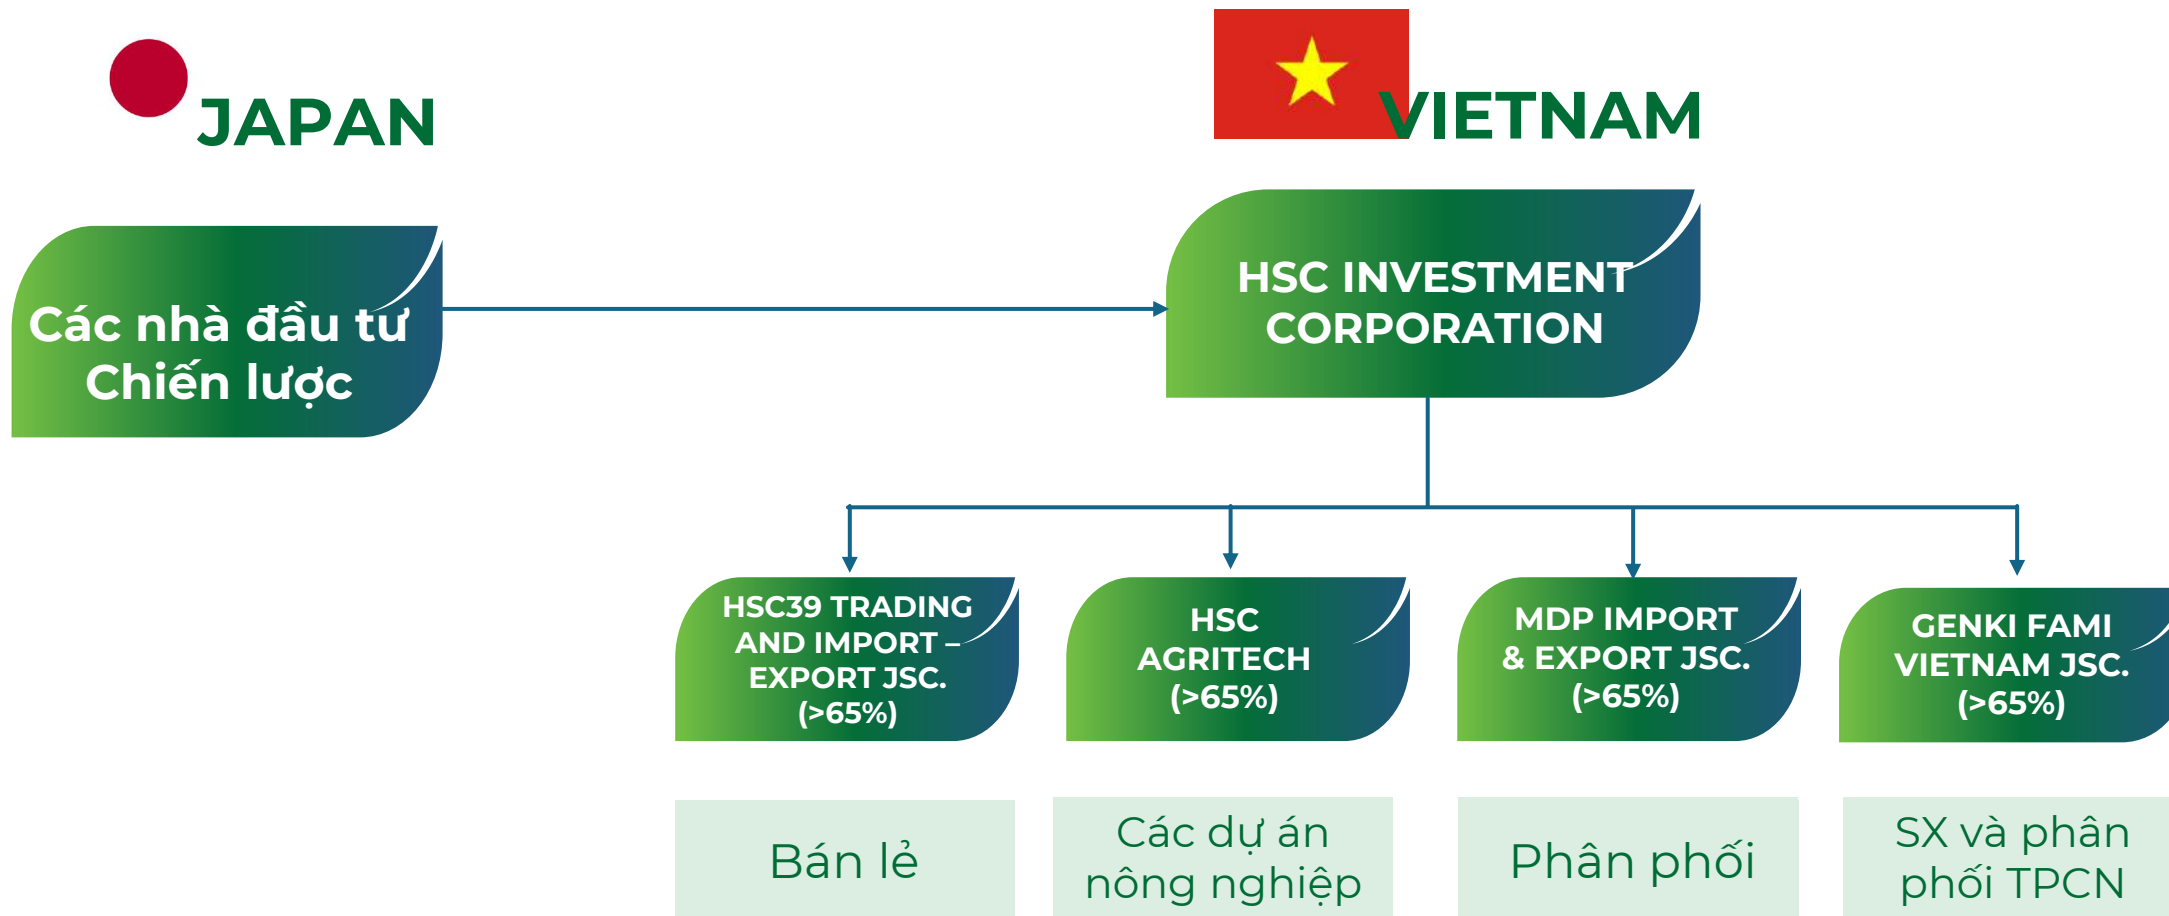 JAPAN
VIETNAM
Các nhà đầu tư
Chiến lược
HSC INVESTMENT
CORPORATION
HSC39 TRADING
AND IMPORT –
EXPORT JSC.
(>65%)
HSC
AGRITECH
(>65%)
MDP IMPORT
& EXPORT JSC.
(>65%)
GENKI FAMI
VIETNAM JSC.
(>65%)
Bán lẻ
Các dự án
nông nghiệp
Phân phối
SX và phân
phối TPCN